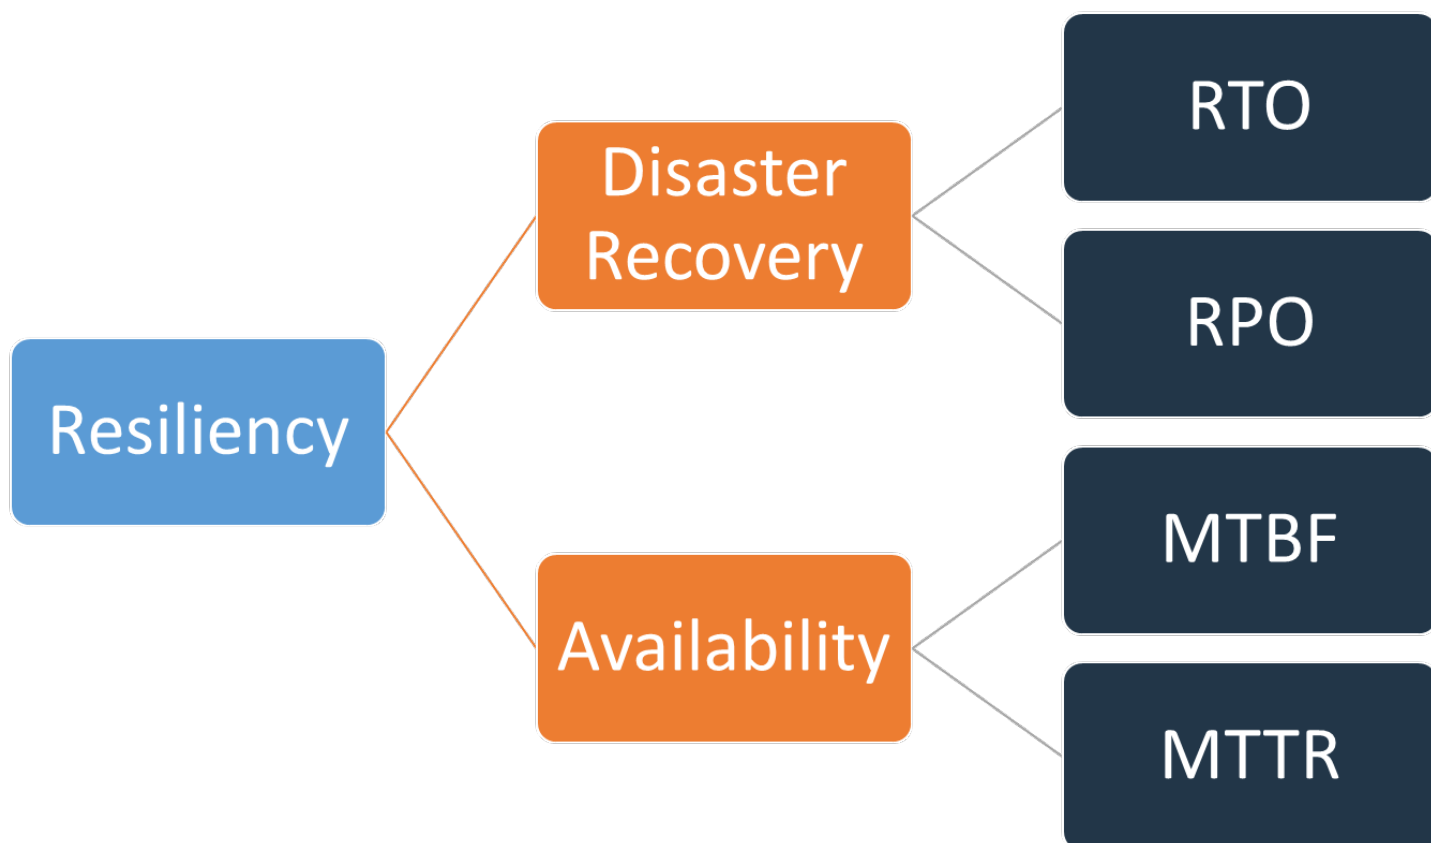 Resiliency
Disaster
Recovery
RTO
RPO
Availability
MTBF
MTTR